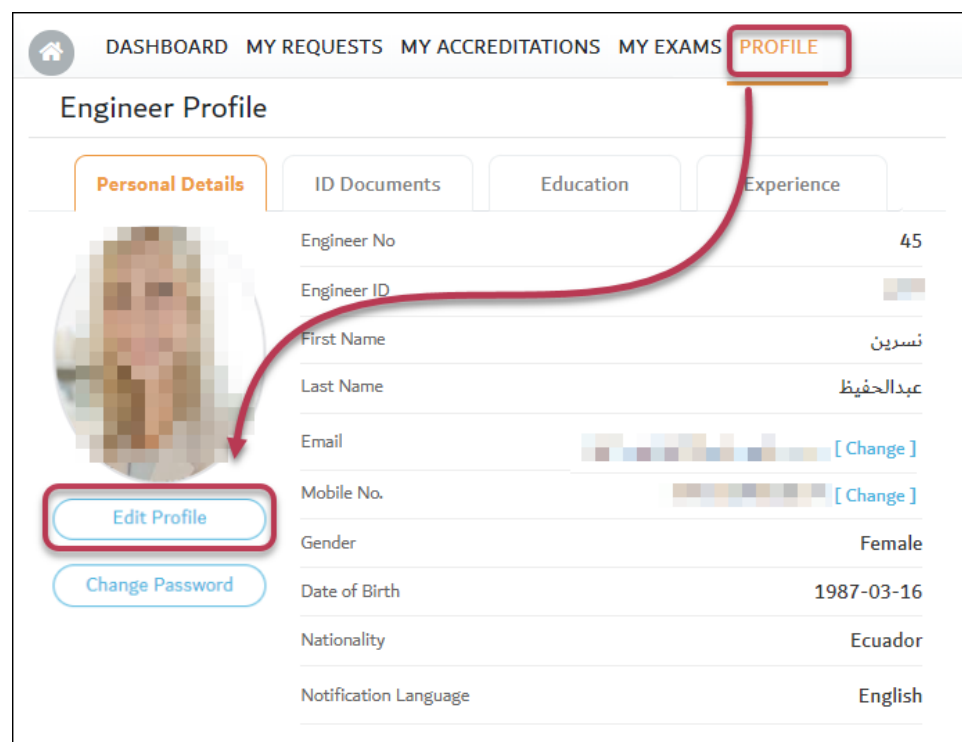 DASHBOARD MY REQUESTS MY ACCREDITATIONS MY EXAMS PROFILE
Engineer Profile
Personal Details ID Documents Education Experience
Engineer No 45
Engineer ID
First Name نسرين
Last Name عبدالحفيظ
Email [ Change ]
Mobile No. [ Change ]
Edit Profile
Gender Female
Change Password
Date of Birth 1987-03-16
Nationality Ecuador
Notification Language English